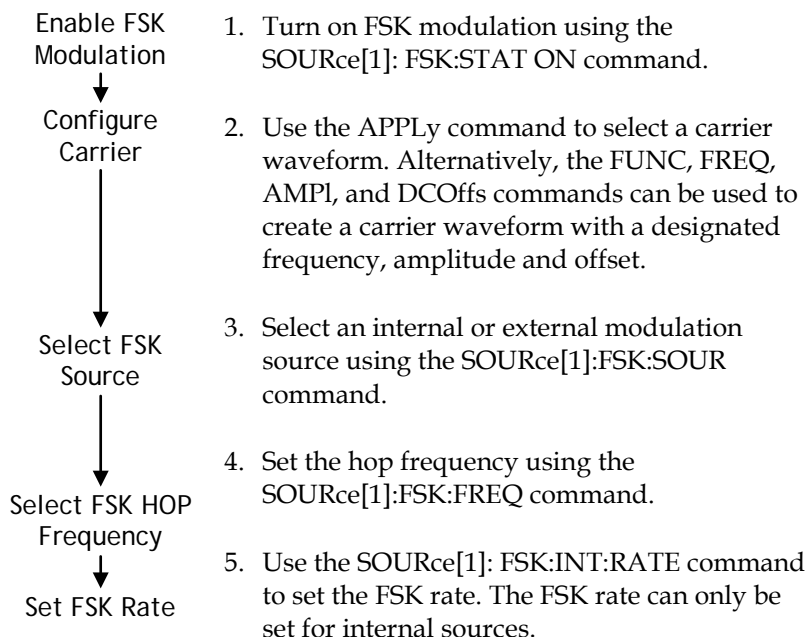 Enable FSK
Modulation
1. Turn on FSK modulation using the
SOURce[1]: FSK:STAT ON command.
Configure
Carrier
2. Use the APPLy command to select a carrier
waveform. Alternatively, the FUNC, FREQ,
AMPl, and DCOffs commands can be used to
create a carrier waveform with a designated
frequency, amplitude and offset.
Select FSK
Source
3. Select an internal or external modulation
source using the SOURce[1]:FSK:SOUR
command.
Select FSK HOP
Frequency
4. Set the hop frequency using the
SOURce[1]:FSK:FREQ command.
Set FSK Rate
5. Use the SOURce[1]: FSK:INT:RATE command
to set the FSK rate. The FSK rate can only be
set for internal sources.